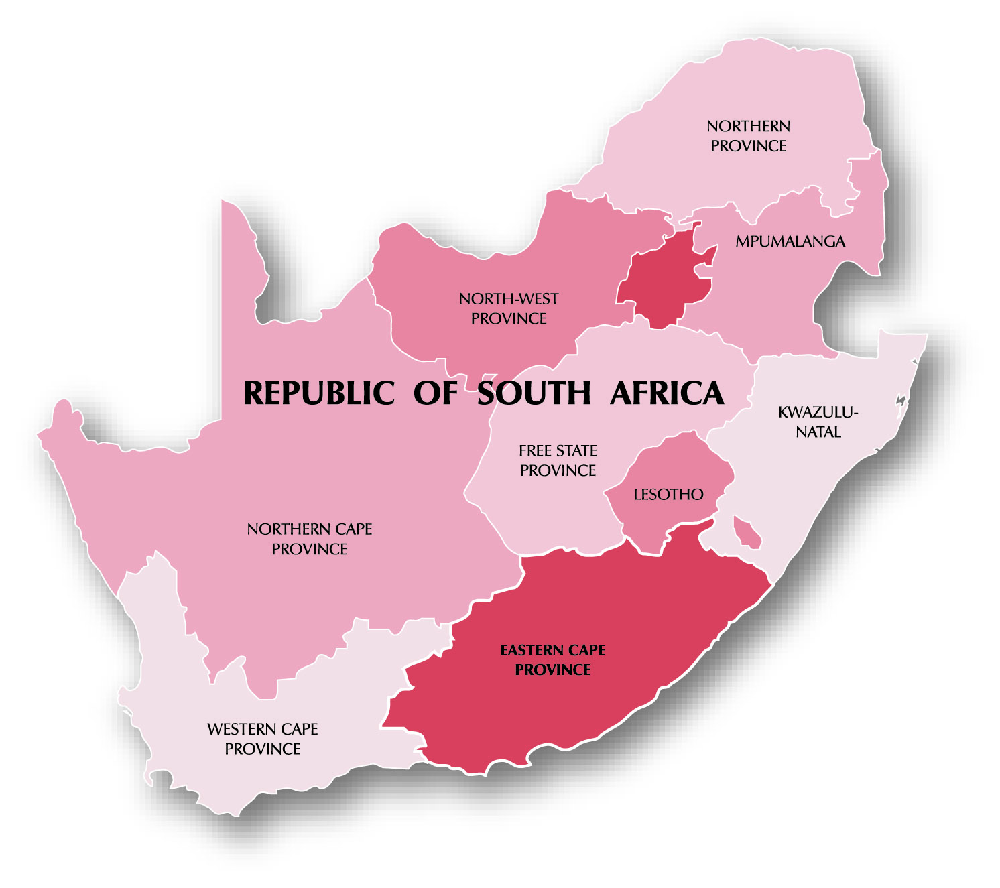 NORTHERN
PROVINCE
MPUMALANGA
NORTH-WEST
PROVINCE
REPUBLIC OF SOUTH AFRICA
KWAZULU-
NATAL
FREE STATE
PROVINCE
LESOTHO
NORTHERN CAPE
PROVINCE
EASTERN CAPE
PROVINCE
WESTERN CAPE
PROVINCE